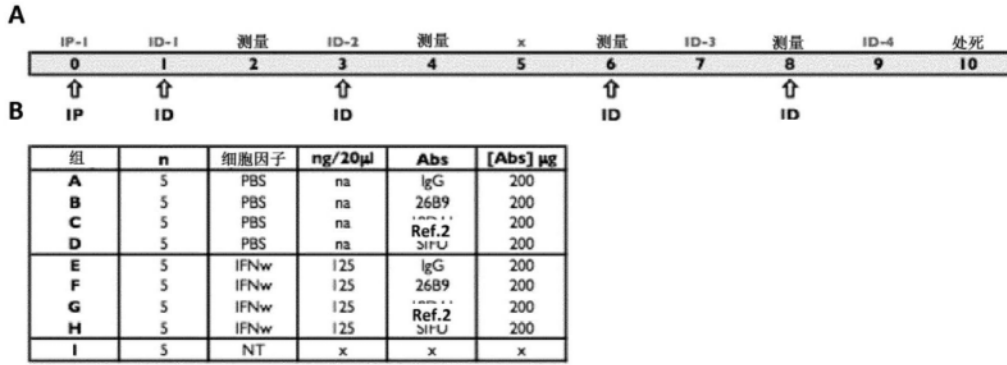 A
IP-1 ID-1 测量 ID-2 测量 x 测量 ID-3 测量 ID-4 处死
0 1 2 3 4 5 6 7 8 9 10
IP ID ID ID ID
B
组 n 细胞因子 ng/20µl Abs [Abs] µg
A 5 PBS na IgG 200
B 5 PBS na 26B9 200
C 5 PBS na 200
Ref.2
D 5 PBS na 200
E 5 IFNw 125 IgG 200
F 5 IFNw 125 26B9 200
G 5 IFNw 125 200
Ref.2
H 5 IFNw 125 200
I 5 NT x x x